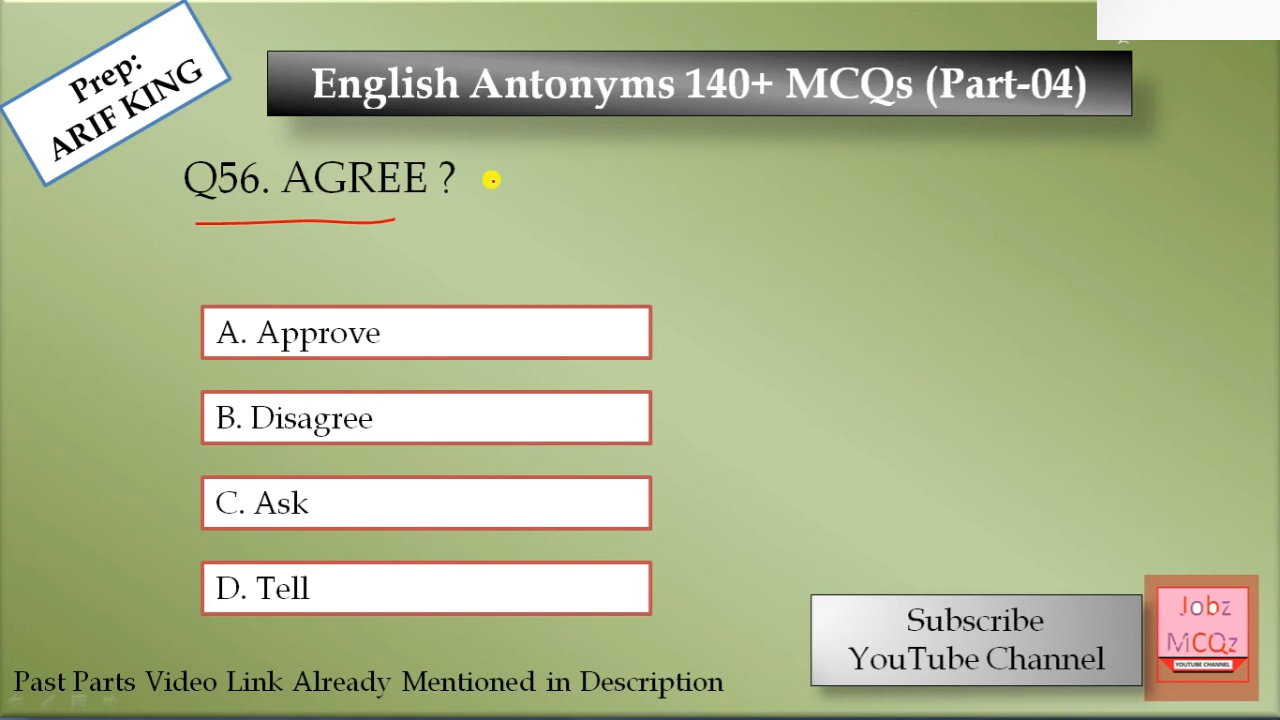 Prep:
ARIF KING
English Antonyms 140+ MCQs (Part-04)
Q56. AGREE ?
A. Approve
B. Disagree
C. Ask
D. Tell
Subscribe
YouTube Channel
Jobz
MCQz
YOUTUBE CHANNEL
Past Parts Video Link Already Mentioned in Description